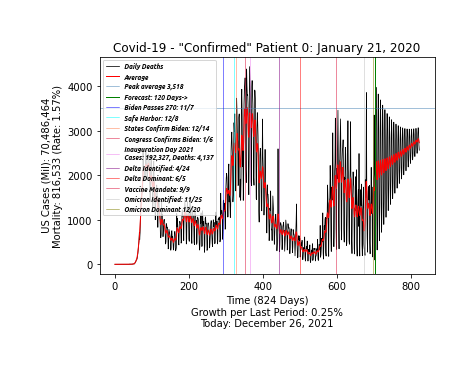 Covid-19 - "Confirmed" Patient 0: January 21, 2020
US Cases (Mil): 70,486,464
Mortality: 816,533 (Rate: 1.57%)
4000
3000
2000
1000
0
Daily Deaths
Average
Peak average 3,518
Forecast: 120 Days->
Biden Passes 270: 11/7
Safe Harbor: 12/8
States Confirm Biden: 12/14
Congress Confirms Biden: 1/6
Inauguration Day 2021
Cases: 192,327, Deaths: 4,137
Delta Identified: 4/24
Delta Dominant: 6/5
Vaccine Mandate: 9/9
Omicron Identified: 11/25
Omicron Dominant 12/20
0 200 400 600 800
Time (824 Days)
Growth per Last Period: 0.25%
Today: December 26, 2021